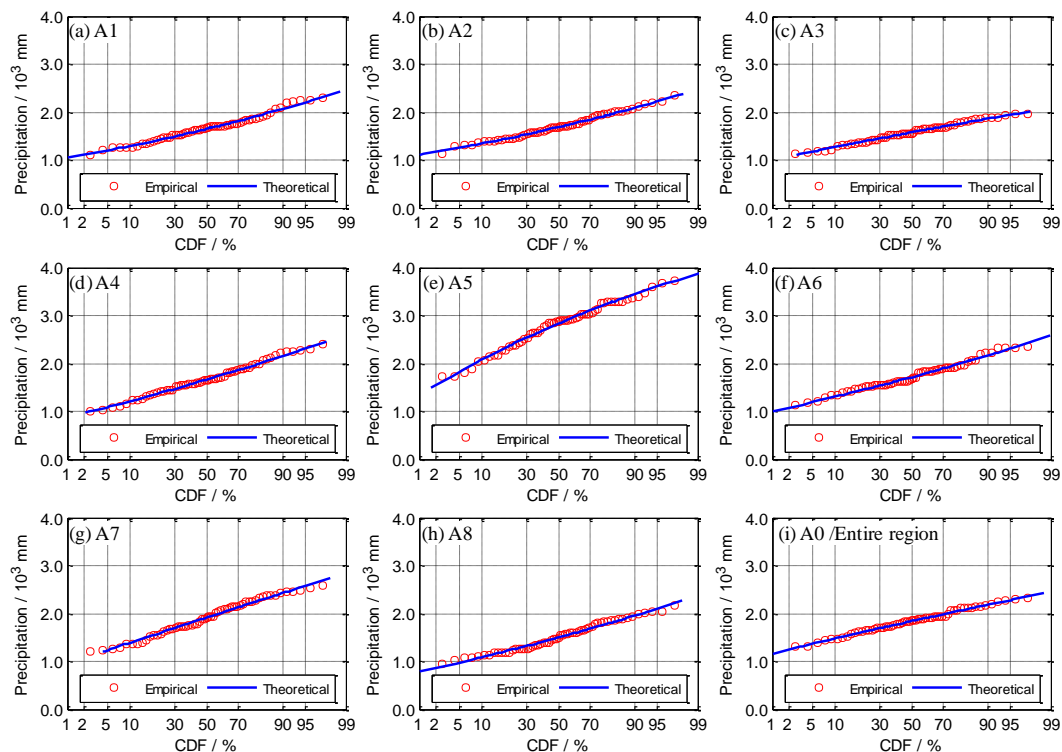 (a) A1
4.0
3.0
2.0
1.0
0.0
Precipitation / 10³ mm
Empirical Theoretical
1 2 5 10 30 50 70 90 95 99
CDF / %
(b) A2
4.0
3.0
2.0
1.0
0.0
Precipitation / 10³ mm
Empirical Theoretical
1 2 5 10 30 50 70 90 95 99
CDF / %
(c) A3
4.0
3.0
2.0
1.0
0.0
Precipitation / 10³ mm
Empirical Theoretical
1 2 5 10 30 50 70 90 95 99
CDF / %
(d) A4
4.0
3.0
2.0
1.0
0.0
Precipitation / 10³ mm
Empirical Theoretical
1 2 5 10 30 50 70 90 95 99
CDF / %
(e) A5
4.0
3.0
2.0
1.0
0.0
Precipitation / 10³ mm
Empirical Theoretical
1 2 5 10 30 50 70 90 95 99
CDF / %
(f) A6
4.0
3.0
2.0
1.0
0.0
Precipitation / 10³ mm
Empirical Theoretical
1 2 5 10 30 50 70 90 95 99
CDF / %
(g) A7
4.0
3.0
2.0
1.0
0.0
Precipitation / 10³ mm
Empirical Theoretical
1 2 5 10 30 50 70 90 95 99
CDF / %
(h) A8
4.0
3.0
2.0
1.0
0.0
Precipitation / 10³ mm
Empirical Theoretical
1 2 5 10 30 50 70 90 95 99
CDF / %
(i) A0 /Entire region
4.0
3.0
2.0
1.0
0.0
Precipitation / 10³ mm
Empirical Theoretical
1 2 5 10 30 50 70 90 95 99
CDF / %